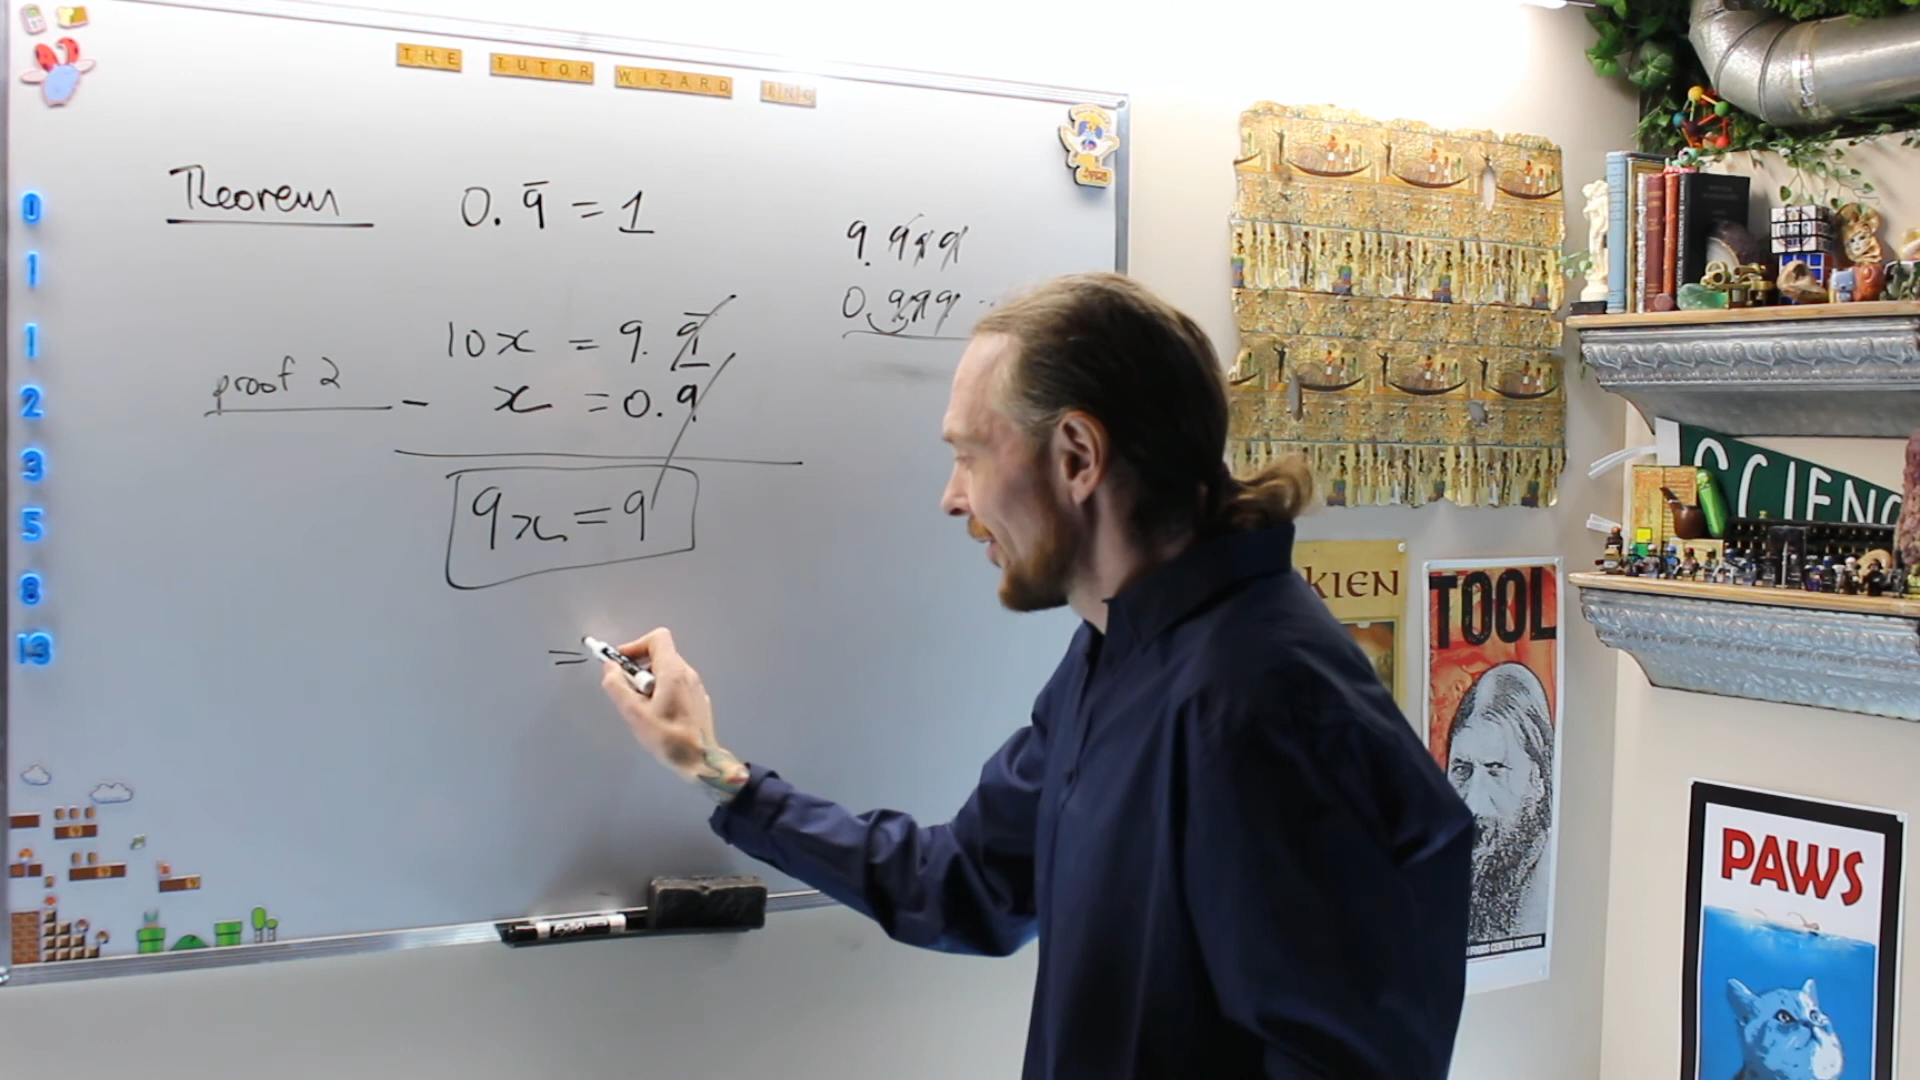 THE TUTOR WIZARD INC
Theorem 0.9̅ = 1
9.999
0.999 ...
10x = 9.9̅
proof 2
- x = 0.9
9x = 9
=
0
1
1
2
3
5
8
13
SCIENC
KIEN
TOOL
PAWS